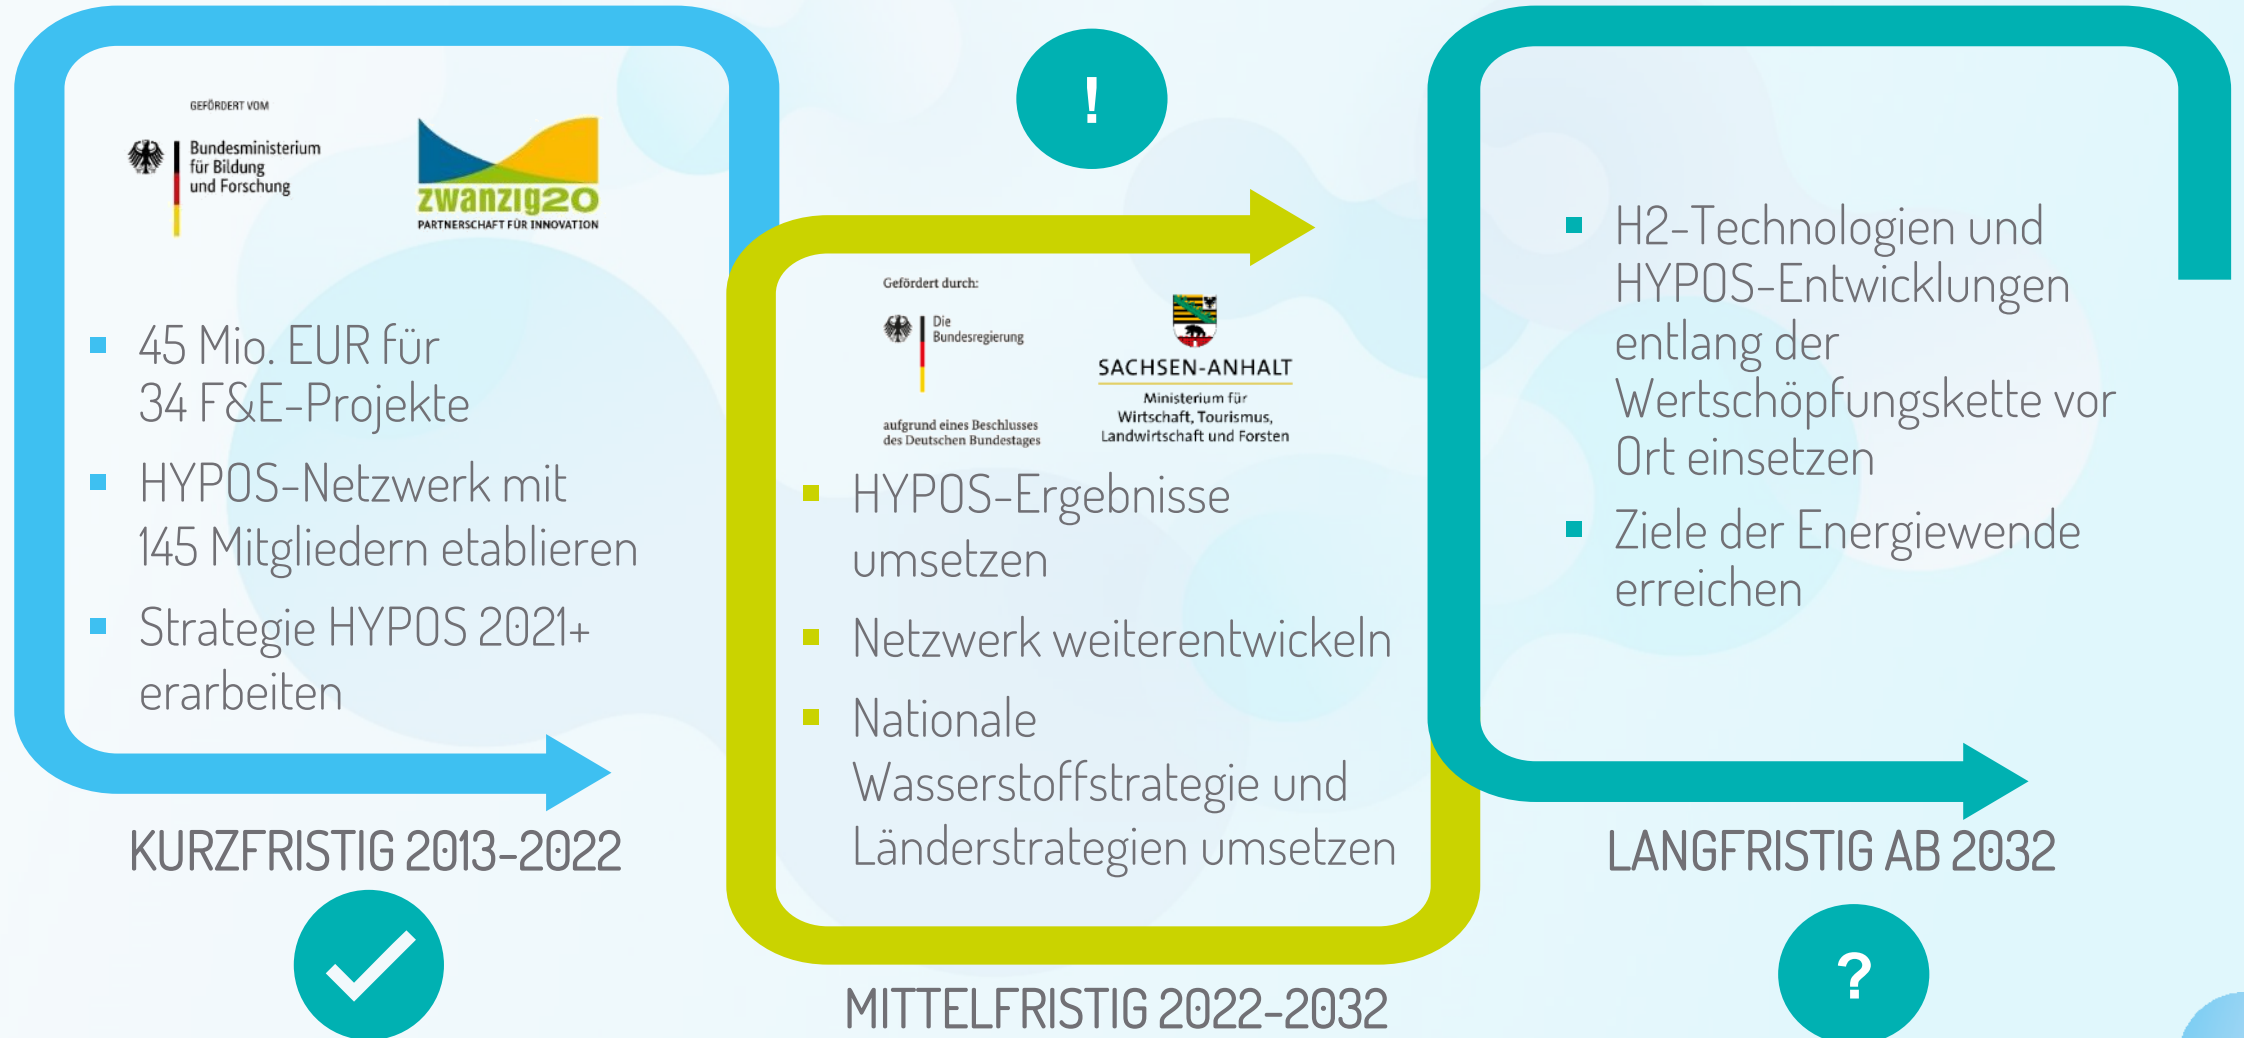 GEFÖRDERT VOM
Bundesministerium
für Bildung
und Forschung
zwanzig20
PARTNERSCHAFT FÜR INNOVATION
45 Mio. EUR für
34 F&E-Projekte
HYPOS-Netzwerk mit
145 Mitgliedern etablieren
Strategie HYPOS 2021+
erarbeiten
KURZFRISTIG 2013-2022
!
Gefördert durch:
Die
Bundesregierung
aufgrund eines Beschlusses
des Deutschen Bundestages
SACHSEN-ANHALT
Ministerium für
Wirtschaft, Tourismus,
Landwirtschaft und Forsten
HYPOS-Ergebnisse
umsetzen
Netzwerk weiterentwickeln
Nationale
Wasserstoffstrategie und
Länderstrategien umsetzen
MITTELFRISTIG 2022-2032
H2-Technologien und
HYPOS-Entwicklungen
entlang der
Wertschöpfungskette vor
Ort einsetzen
Ziele der Energiewende
erreichen
LANGFRISTIG AB 2032
?